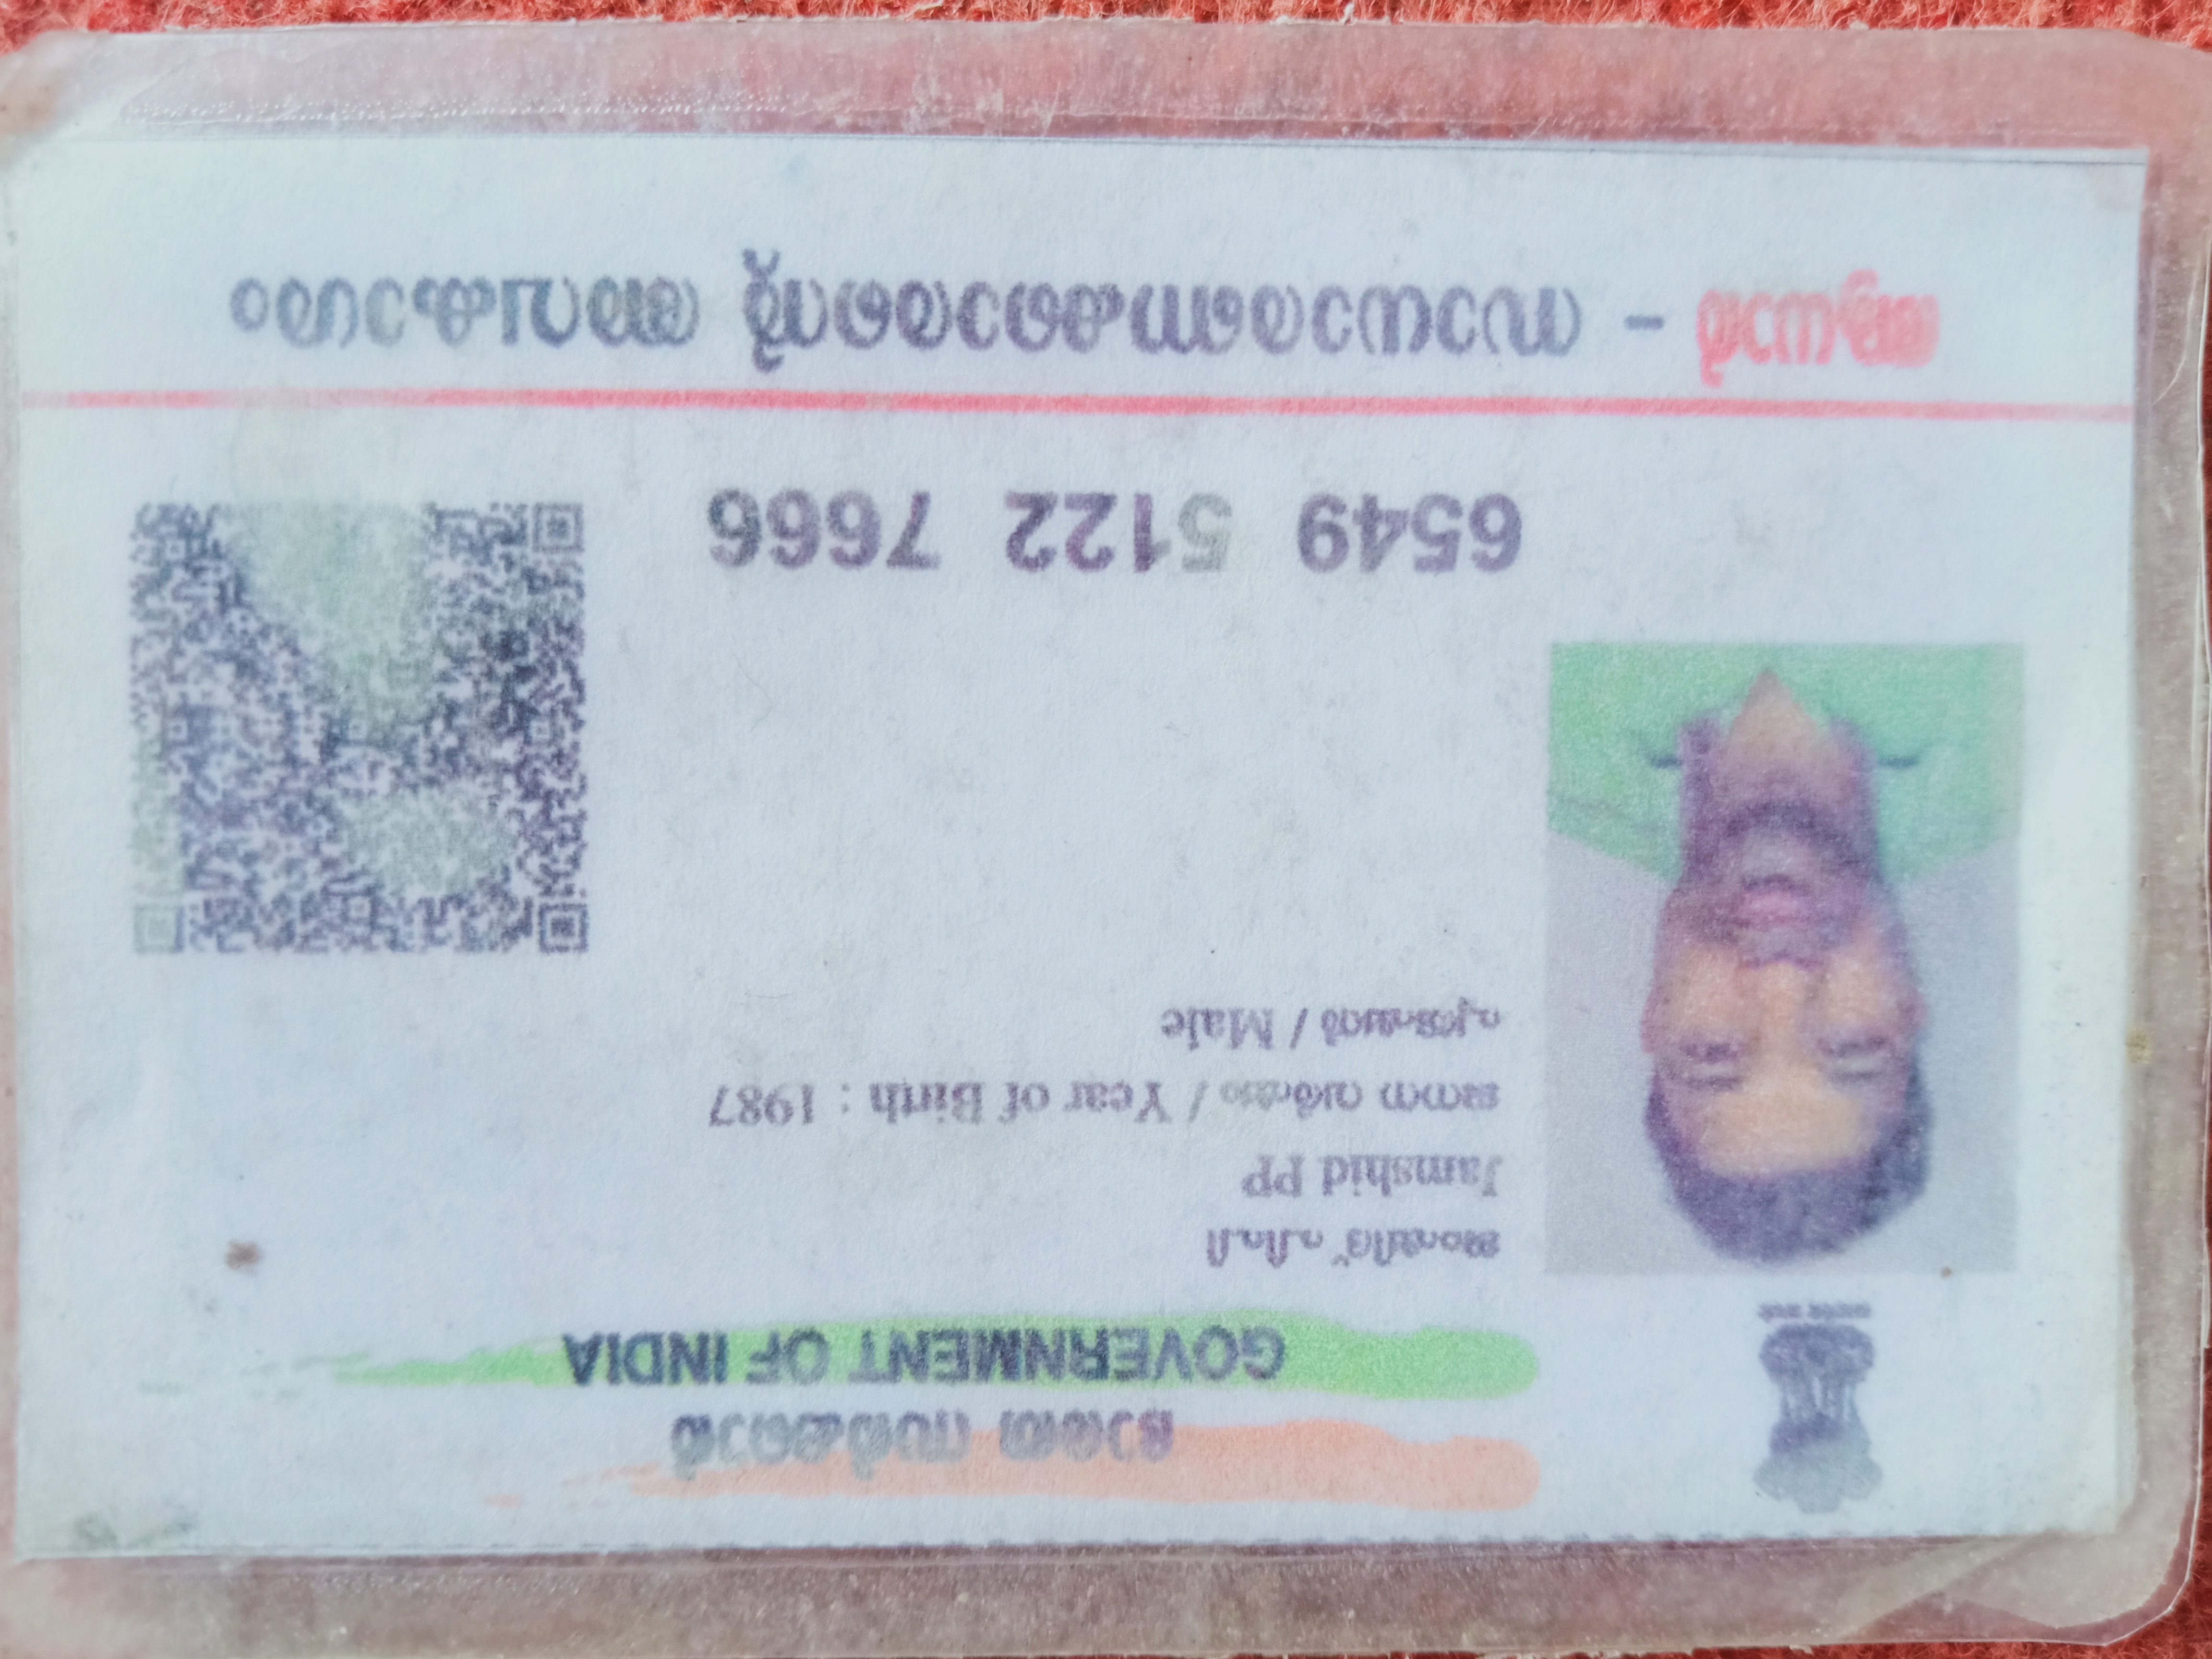 ഭാരത സർക്കാർ
GOVERNMENT OF INDIA
ജംഷിദ് പി.പി
Jamshid PP
ജനന വർഷം / Year of Birth : 1987
പുരുഷൻ / Male
6549 5122 7666
ആധാർ - സാധാരണക്കാരന്റെ അവകാശം